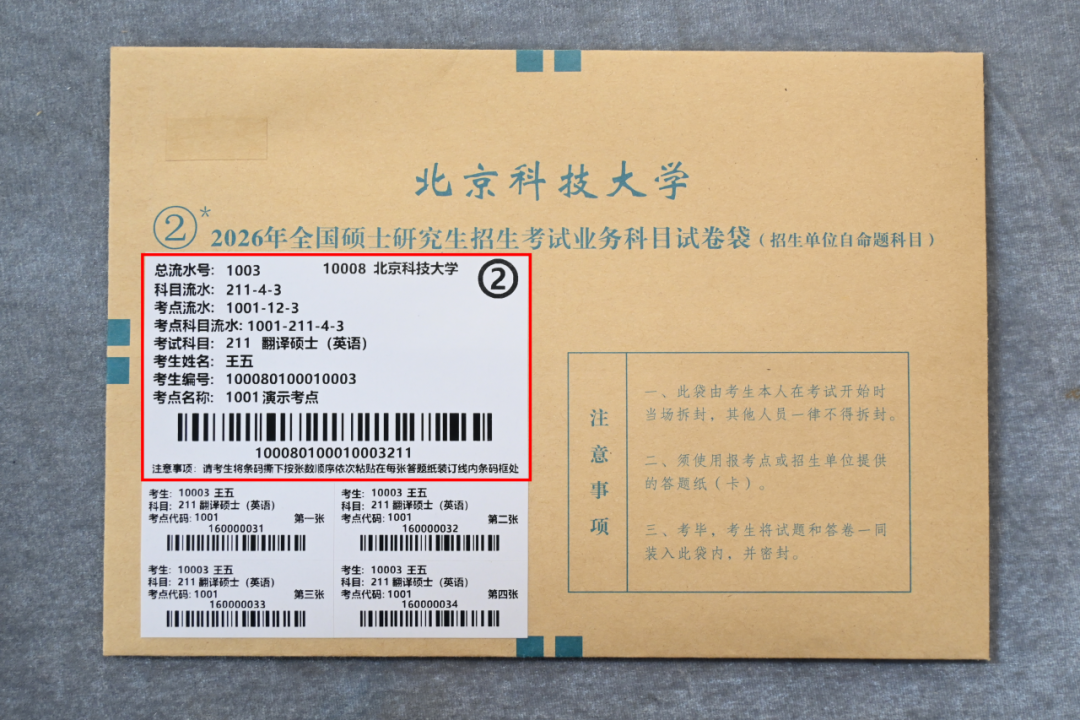 北京科技大学
②* 2026年全国硕士研究生招生考试业务科目试卷袋（招生单位自命题科目）
总流水号： 1003 10008 北京科技大学 ②
科目流水： 211-4-3
考点流水： 1001-12-3
考点科目流水: 1001-211-4-3
考试科目： 211 翻译硕士（英语）
考生姓名： 王五
考生编号： 100080100010003
考点名称： 1001 演示考点
100080100010003211
注意事项： 请考生将条码撕下按张数顺序依次粘贴在每张答题纸装订线内条码框处
考生： 10003 王五
科目: 211 翻译硕士（英语）
考点代码: 1001 第一张
160000031
考生： 10003 王五
科目: 211 翻译硕士（英语）
考点代码: 1001 第二张
160000032
考生： 10003 王五
科目: 211 翻译硕士（英语）
考点代码: 1001 第三张
160000033
考生： 10003 王五
科目: 211 翻译硕士（英语）
考点代码: 1001 第四张
160000034
注意事项
一、此袋由考生本人在考试开始时
当场拆封，其他人员一律不得拆封。
二、须使用报考点或招生单位提供
的答题纸（卡）。
三、考毕，考生将试题和答卷一同
装入此袋内，并密封。